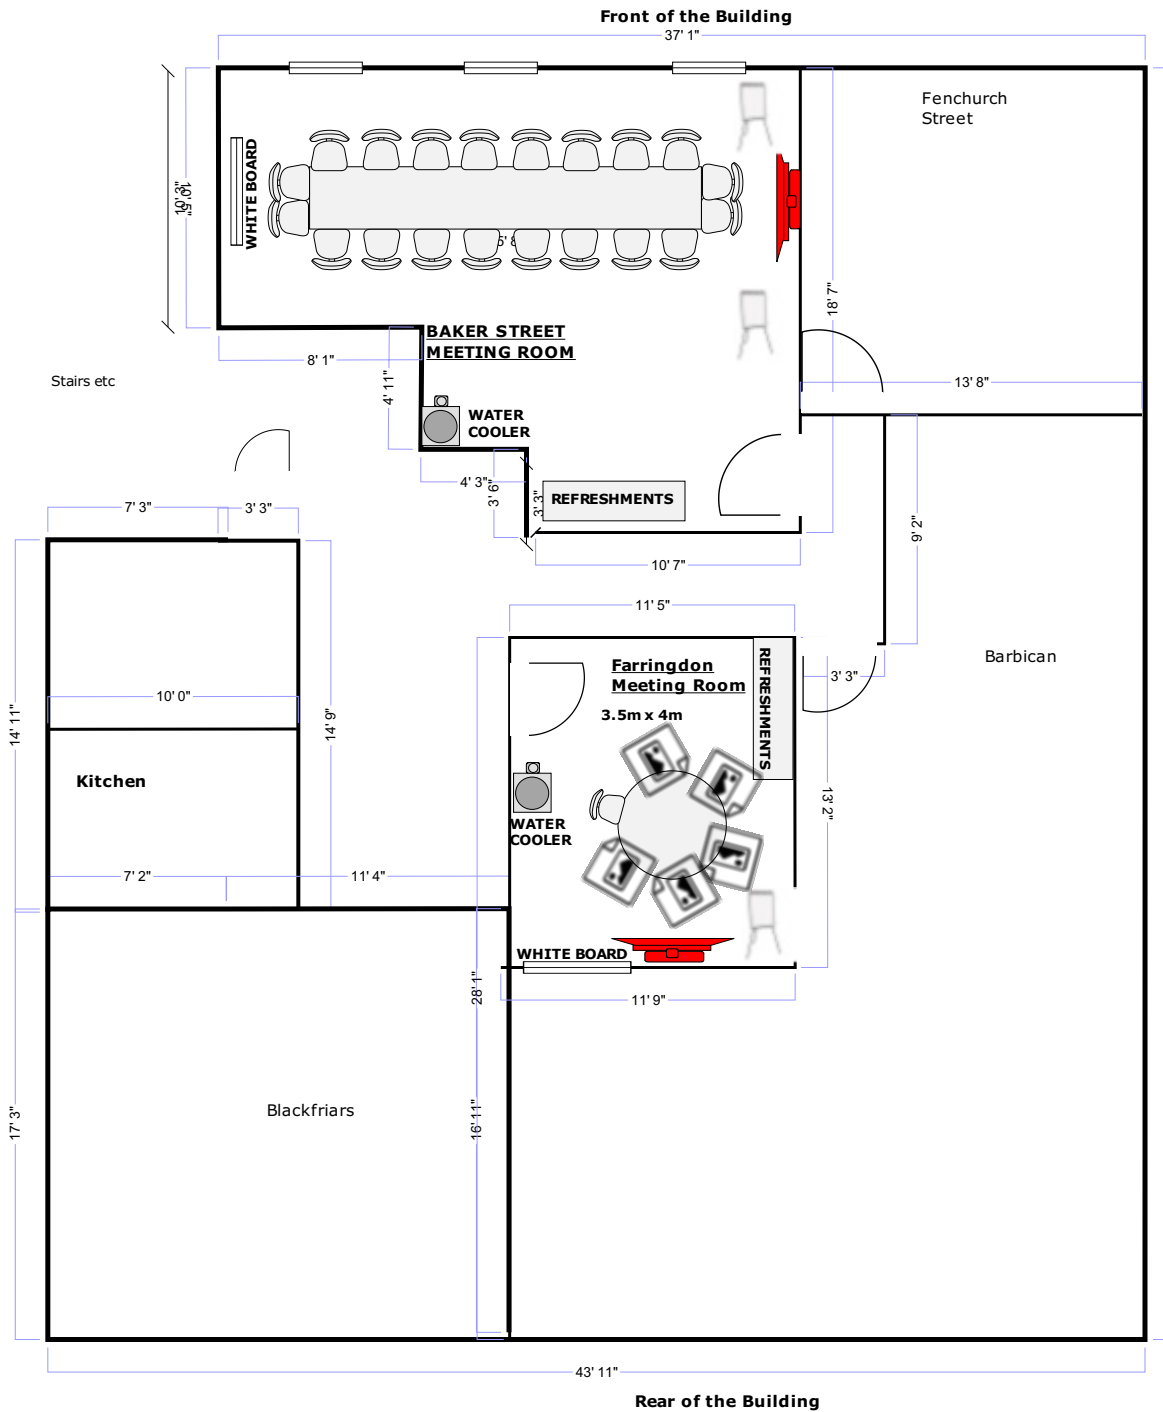 Front of the Building
37' 1"
Fenchurch
Street
WHITE BOARD
10' 3"
10' 5"
18' 7"
BAKER STREET
MEETING ROOM
8' 1"
Stairs etc
4' 11"
13' 8"
WATER
COOLER
4' 3"
3' 6"
3' 3"
REFRESHMENTS
7' 3"
3' 3"
9' 2"
10' 7"
11' 5"
Farringdon
Meeting Room
REFRESHMENTS
Barbican
3' 3"
10' 0"
3.5m x 4m
14' 11"
14' 9"
Kitchen
13' 2"
WATER
COOLER
7' 2"
11' 4"
WHITE BOARD
28' 1"
11' 9"
Blackfriars
17' 3"
16' 11"
43' 11"
Rear of the Building